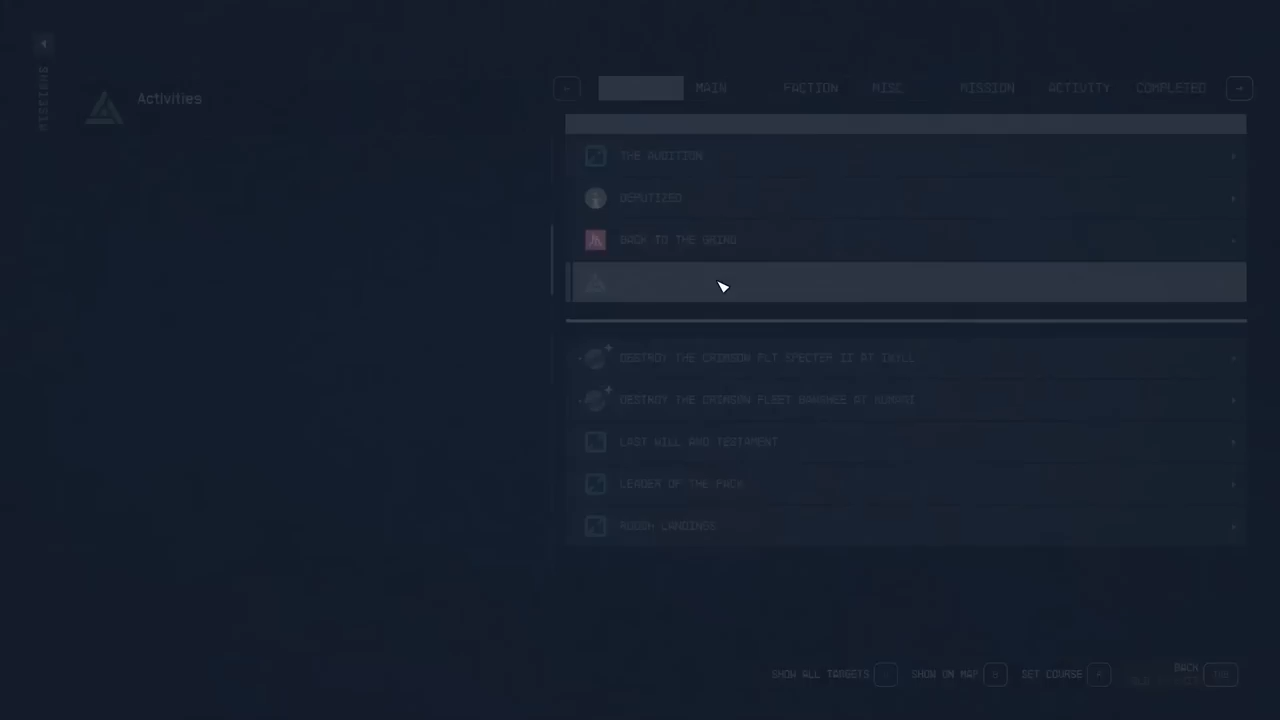 MISSIONS
Activities
MAIN
FACTION
MISC
MISSION
ACTIVITY
COMPLETED
THE AUDITION
DEPUTIZED
BACK TO THE GRIND
DESTROY THE CRIMSON FLT SPECTER II AT
DESTROY THE CRIMSON FLEET BANSHEE AT
LAST WILL AND TESTAMENT
LEADER OF THE PACK
ROUGH LANDINGS
SHOW ALL TARGETS
SHOW ON MAP
SET COURSE
BACK
TAB